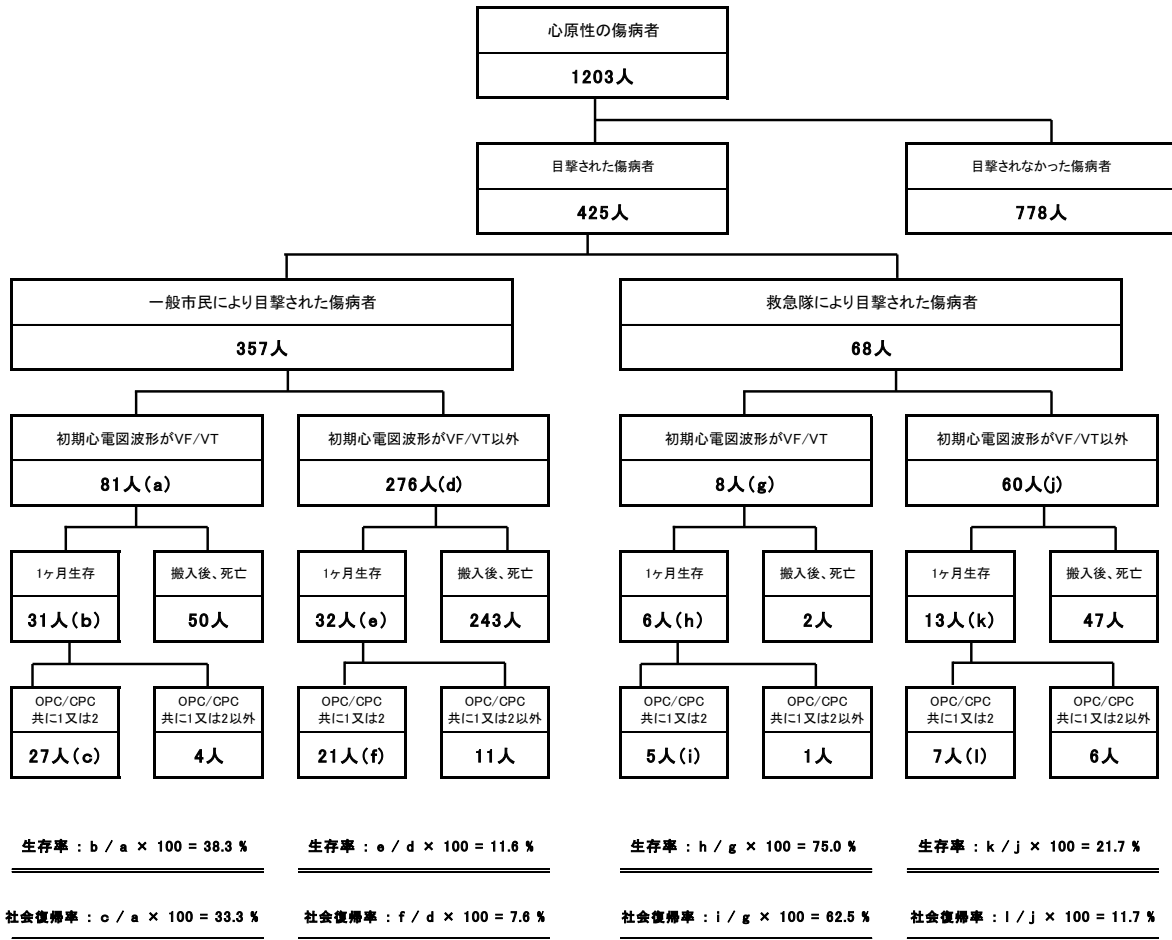 心原性の傷病者
1203人
目撃された傷病者
425人
目撃されなかった傷病者
778人
一般市民により目撃された傷病者
357人
救急隊により目撃された傷病者
68人
初期心電図波形がVF/VT
81人(a)
初期心電図波形がVF/VT以外
276人(d)
初期心電図波形がVF/VT
8人(g)
初期心電図波形がVF/VT以外
60人(j)
1ヶ月生存
31人(b)
搬入後、死亡
50人
1ヶ月生存
32人(e)
搬入後、死亡
243人
1ヶ月生存
6人(h)
搬入後、死亡
2人
1ヶ月生存
13人(k)
搬入後、死亡
47人
OPC/CPC
共に1又は2
27人(c)
OPC/CPC
共に1又は2以外
4人
OPC/CPC
共に1又は2
21人(f)
OPC/CPC
共に1又は2以外
11人
OPC/CPC
共に1又は2
5人(i)
OPC/CPC
共に1又は2以外
1人
OPC/CPC
共に1又は2
7人(l)
OPC/CPC
共に1又は2以外
6人
生存率 : b / a × 100 = 38.3 %
生存率 : e / d × 100 = 11.6 %
生存率 : h / g × 100 = 75.0 %
生存率 : k / j × 100 = 21.7 %
社会復帰率 : c / a × 100 = 33.3 %
社会復帰率 : f / d × 100 = 7.6 %
社会復帰率 : i / g × 100 = 62.5 %
社会復帰率 : l / j × 100 = 11.7 %